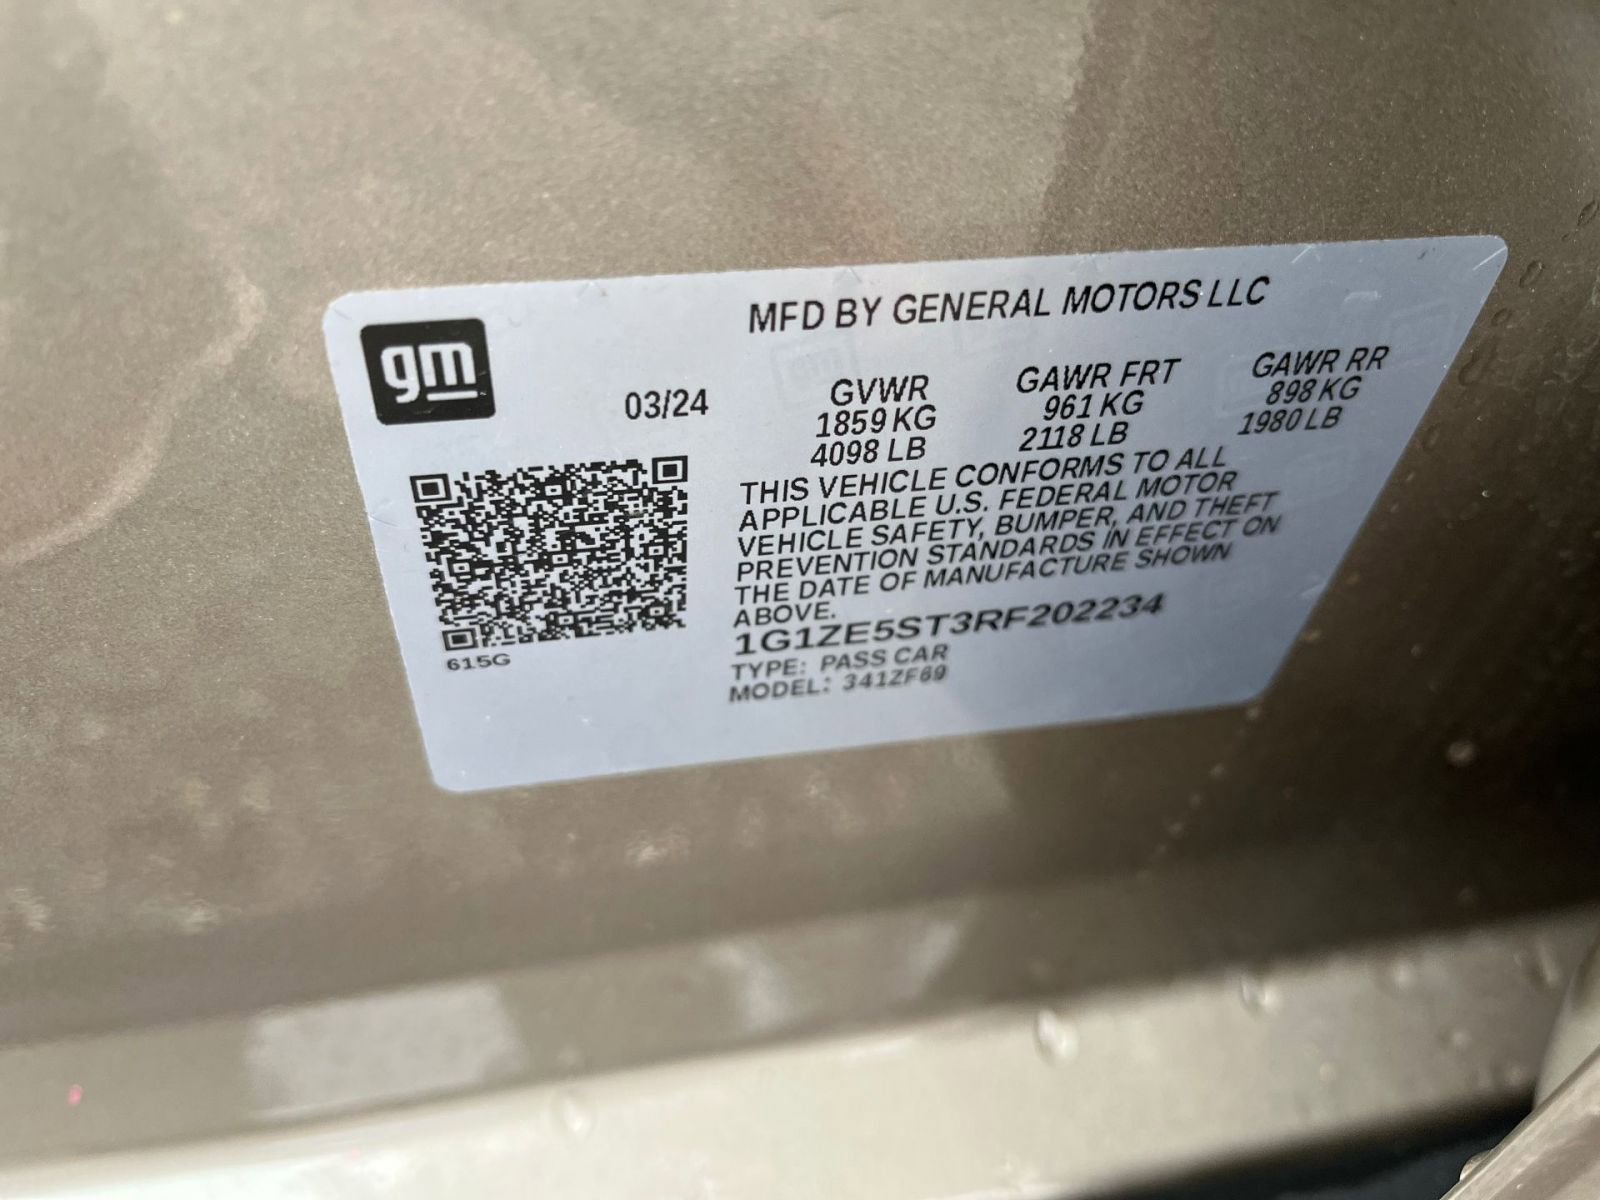 MFD BY GENERAL MOTORS LLC
gm
03/24
GVWR GAWR FRT GAWR RR
1859 KG 961 KG 898 KG
4098 LB 2118 LB 1980 LB
THIS VEHICLE CONFORMS TO ALL
APPLICABLE U.S. FEDERAL MOTOR
VEHICLE SAFETY, BUMPER, AND THEFT
PREVENTION STANDARDS IN EFFECT ON
THE DATE OF MANUFACTURE SHOWN
ABOVE.
1G1ZE5ST3RF202234
615G
TYPE: PASS CAR
MODEL: 341ZF69